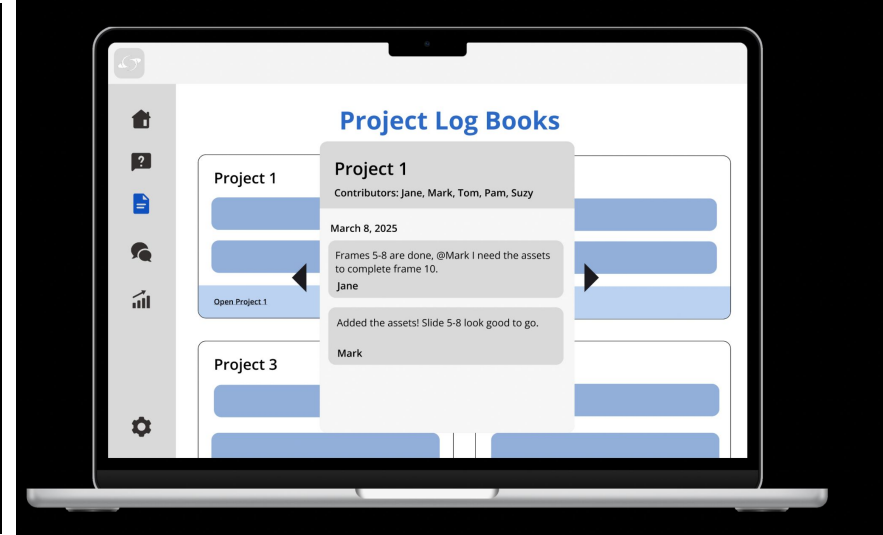 Project Log Books
Project 1
Open Project 1
Project 3
Project 1
Contributors: Jane, Mark, Tom, Pam, Suzy
March 8, 2025
Frames 5-8 are done, @Mark I need the assets
to complete frame 10.
Jane
Added the assets! Slide 5-8 look good to go.
Mark